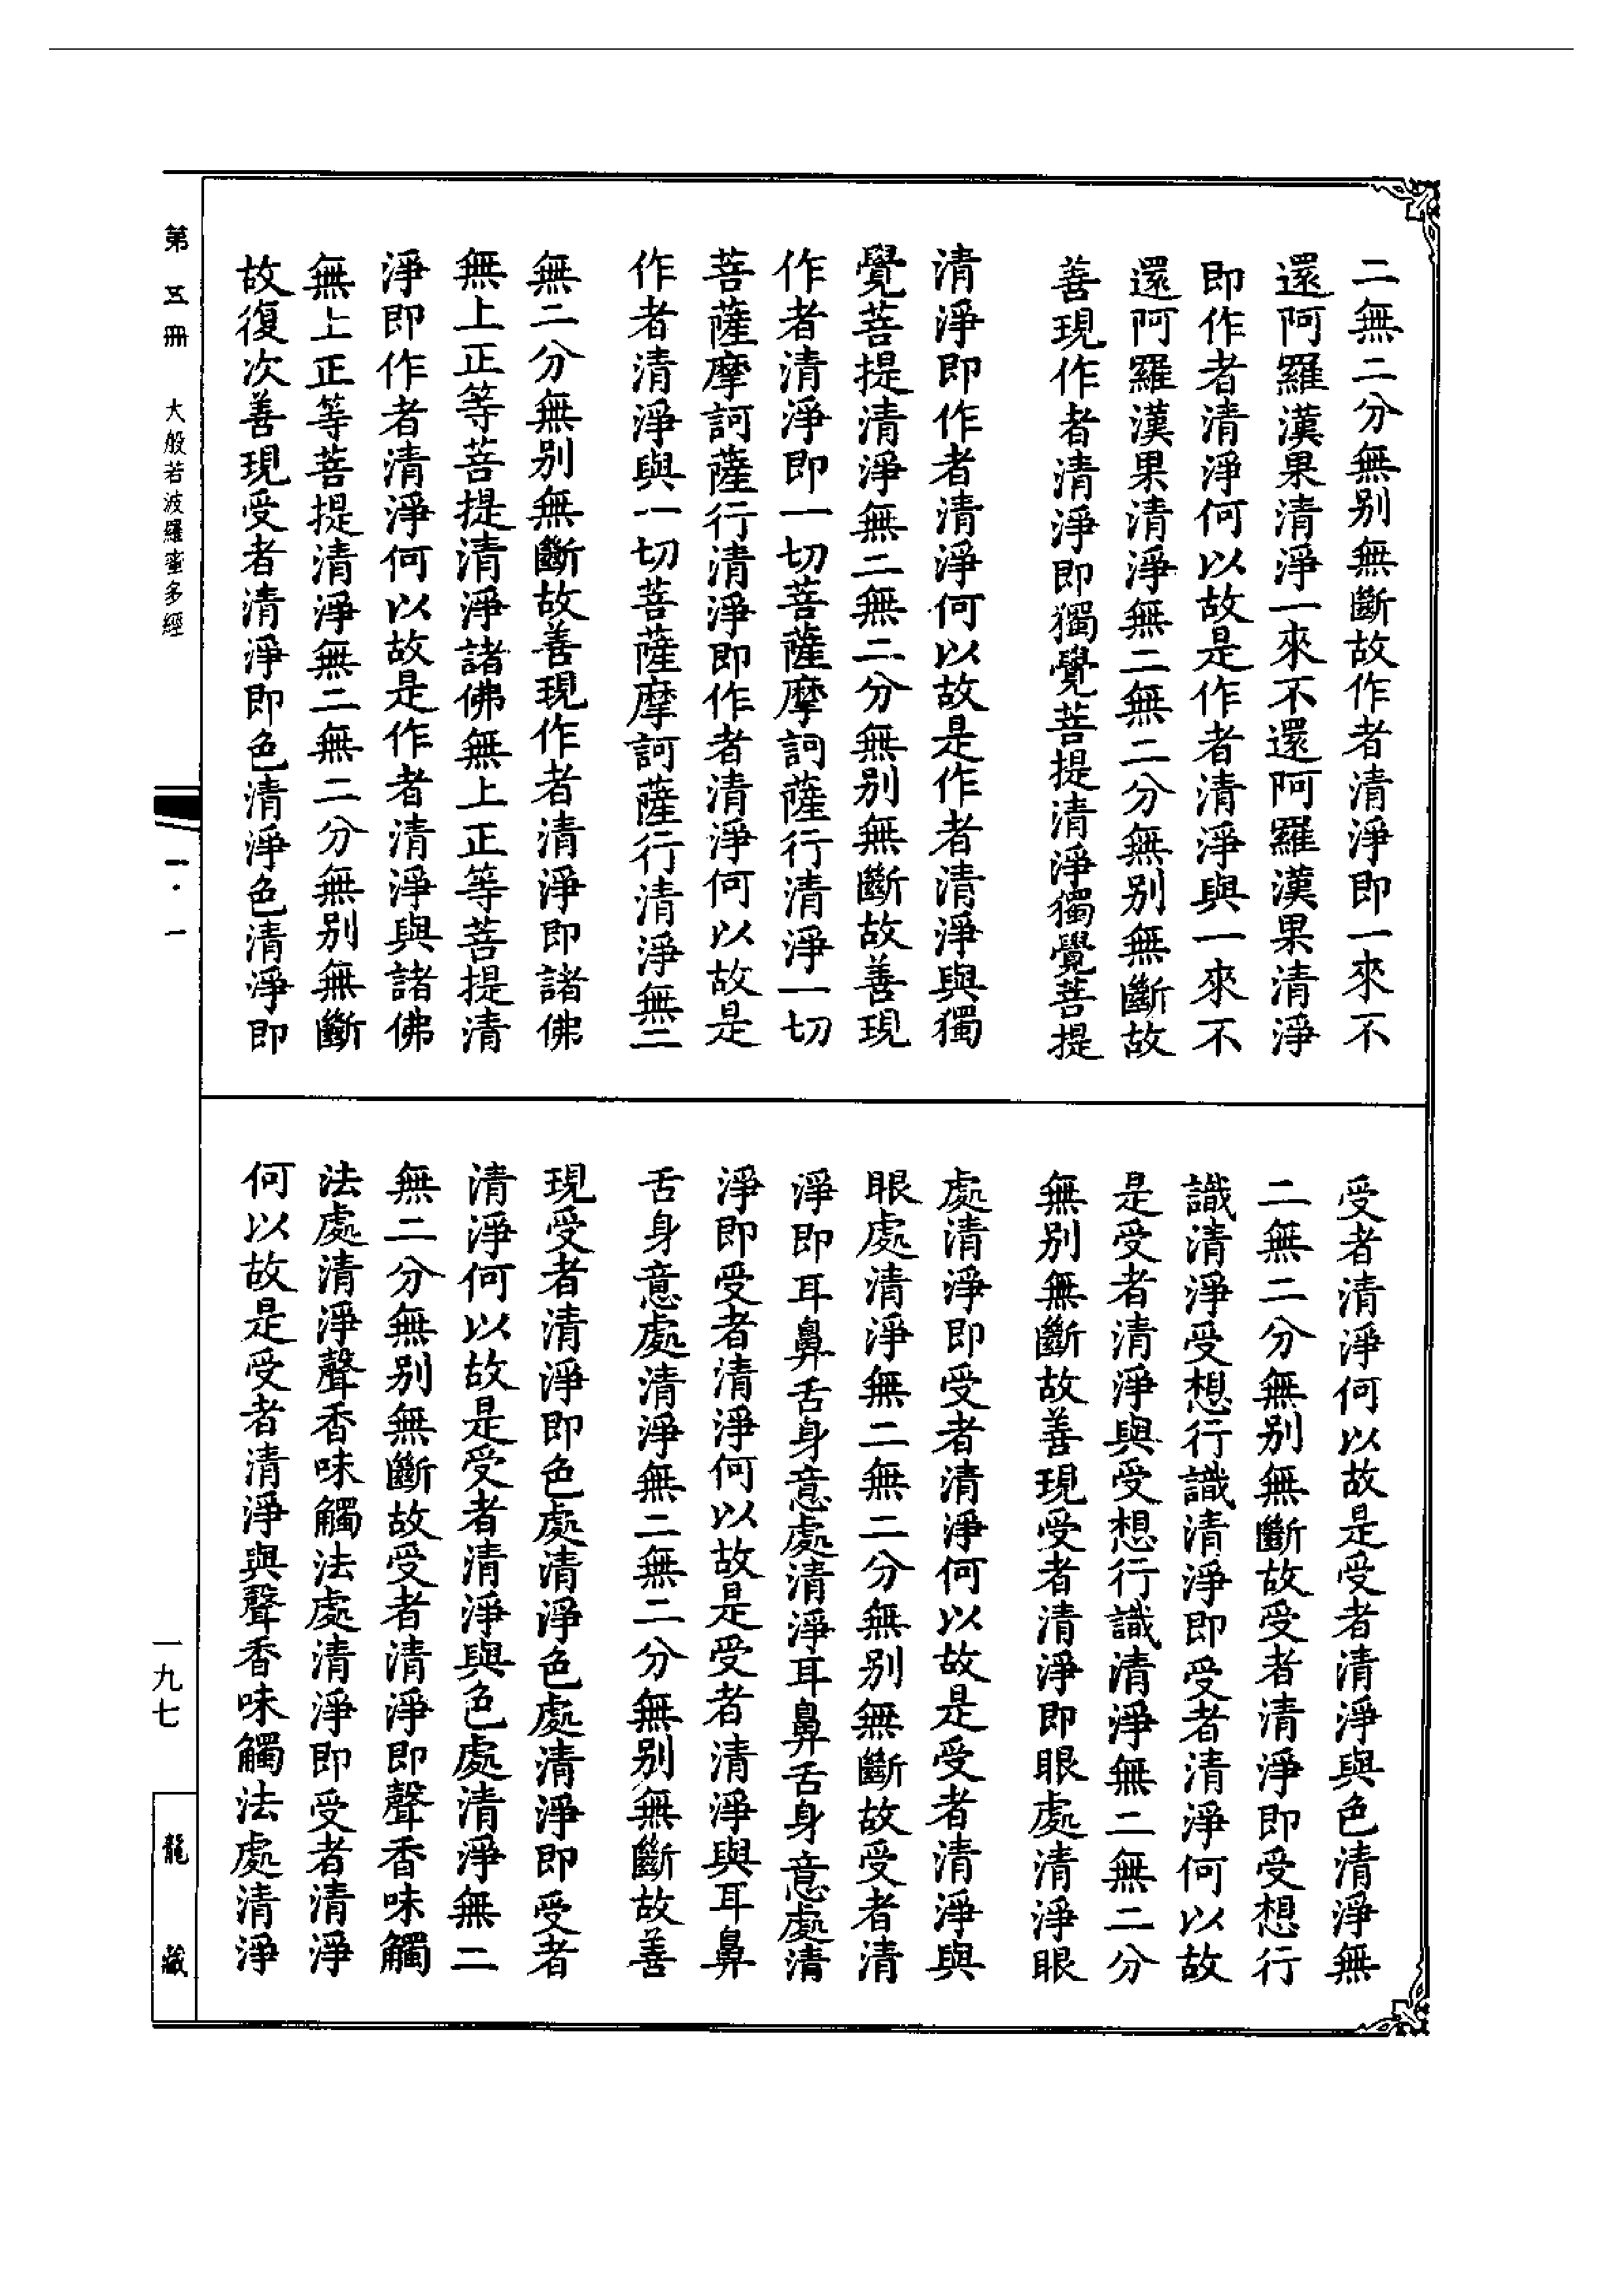 二無二分無别無斷故作者清淨即一來不
還阿羅漢果清淨一來不還阿羅漢果清淨
即作者清淨何以故是作者清淨與一來不
還阿羅漢果清淨無二無二分無别無斷故
善現作者清淨即獨覺菩提清淨獨覺菩提
清淨即作者清淨何以故是作者清淨與獨
覺菩提清淨無二無二分無别無斷故善現
作者清淨即一切菩薩摩訶薩行清淨一切
菩薩摩訶薩行清淨即作者清淨何以故是
作者清淨與一切菩薩摩訶薩行清淨無二
無二分無别無斷故善現作者清淨即諸佛
無上正等菩提清淨諸佛無上正等菩提清
淨即作者清淨何以故是作者清淨與諸佛
無上正等菩提清淨無二無二分無别無斷
故復次善現受者清淨即色清淨色清淨即
受者清淨何以故是受者清淨與色清淨無
二無二分無别無斷故受者清淨即受想行
識清淨受想行識清淨即受者清淨何以故
是受者清淨與受想行識清淨無二無二分
無别無斷故善現受者清淨即眼處清淨眼
處清淨即受者清淨何以故是受者清淨與
眼處清淨無二無二分無别無斷故受者清
淨即耳鼻舌身意處清淨耳鼻舌身意處清
淨即受者清淨何以故是受者清淨與耳鼻
舌身意處清淨無二無二分無别無斷故善
現受者清淨即色處清淨色處清淨即受者
清淨何以故是受者清淨與色處清淨無二
無二分無别無斷故受者清淨即聲香味觸
法處清淨聲香味觸法處清淨即受者清淨
何以故是受者清淨與聲香味觸法處清淨
第五冊 大般若波羅蜜多經
一·一
一九七
龍藏